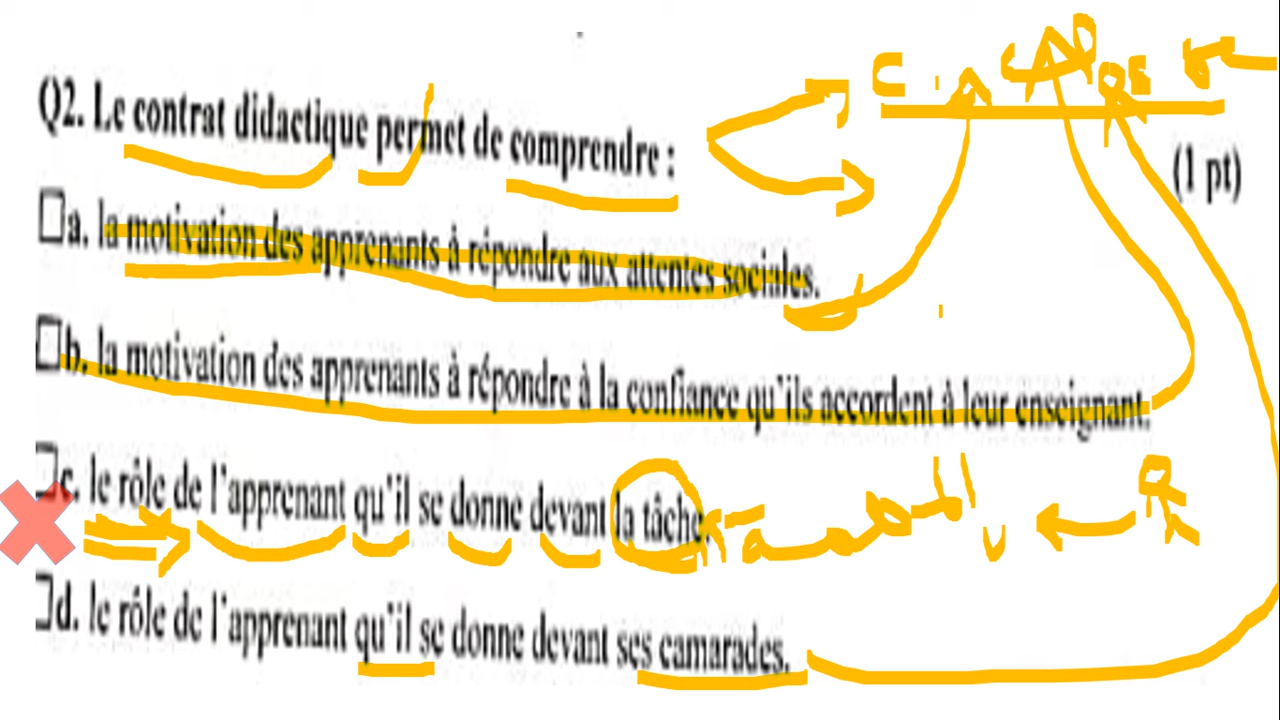 Q2. Le contrat didactique permet de comprendre :
(1 pt)
a. la motivation des apprenants à répondre aux attentes sociales.
b. la motivation des apprenants à répondre à la confiance qu'ils accordent à leur enseignant.
c. le rôle de l'apprenant qu'il se donne devant la tâche.
d. le rôle de l'apprenant qu'il se donne devant ses camarades.